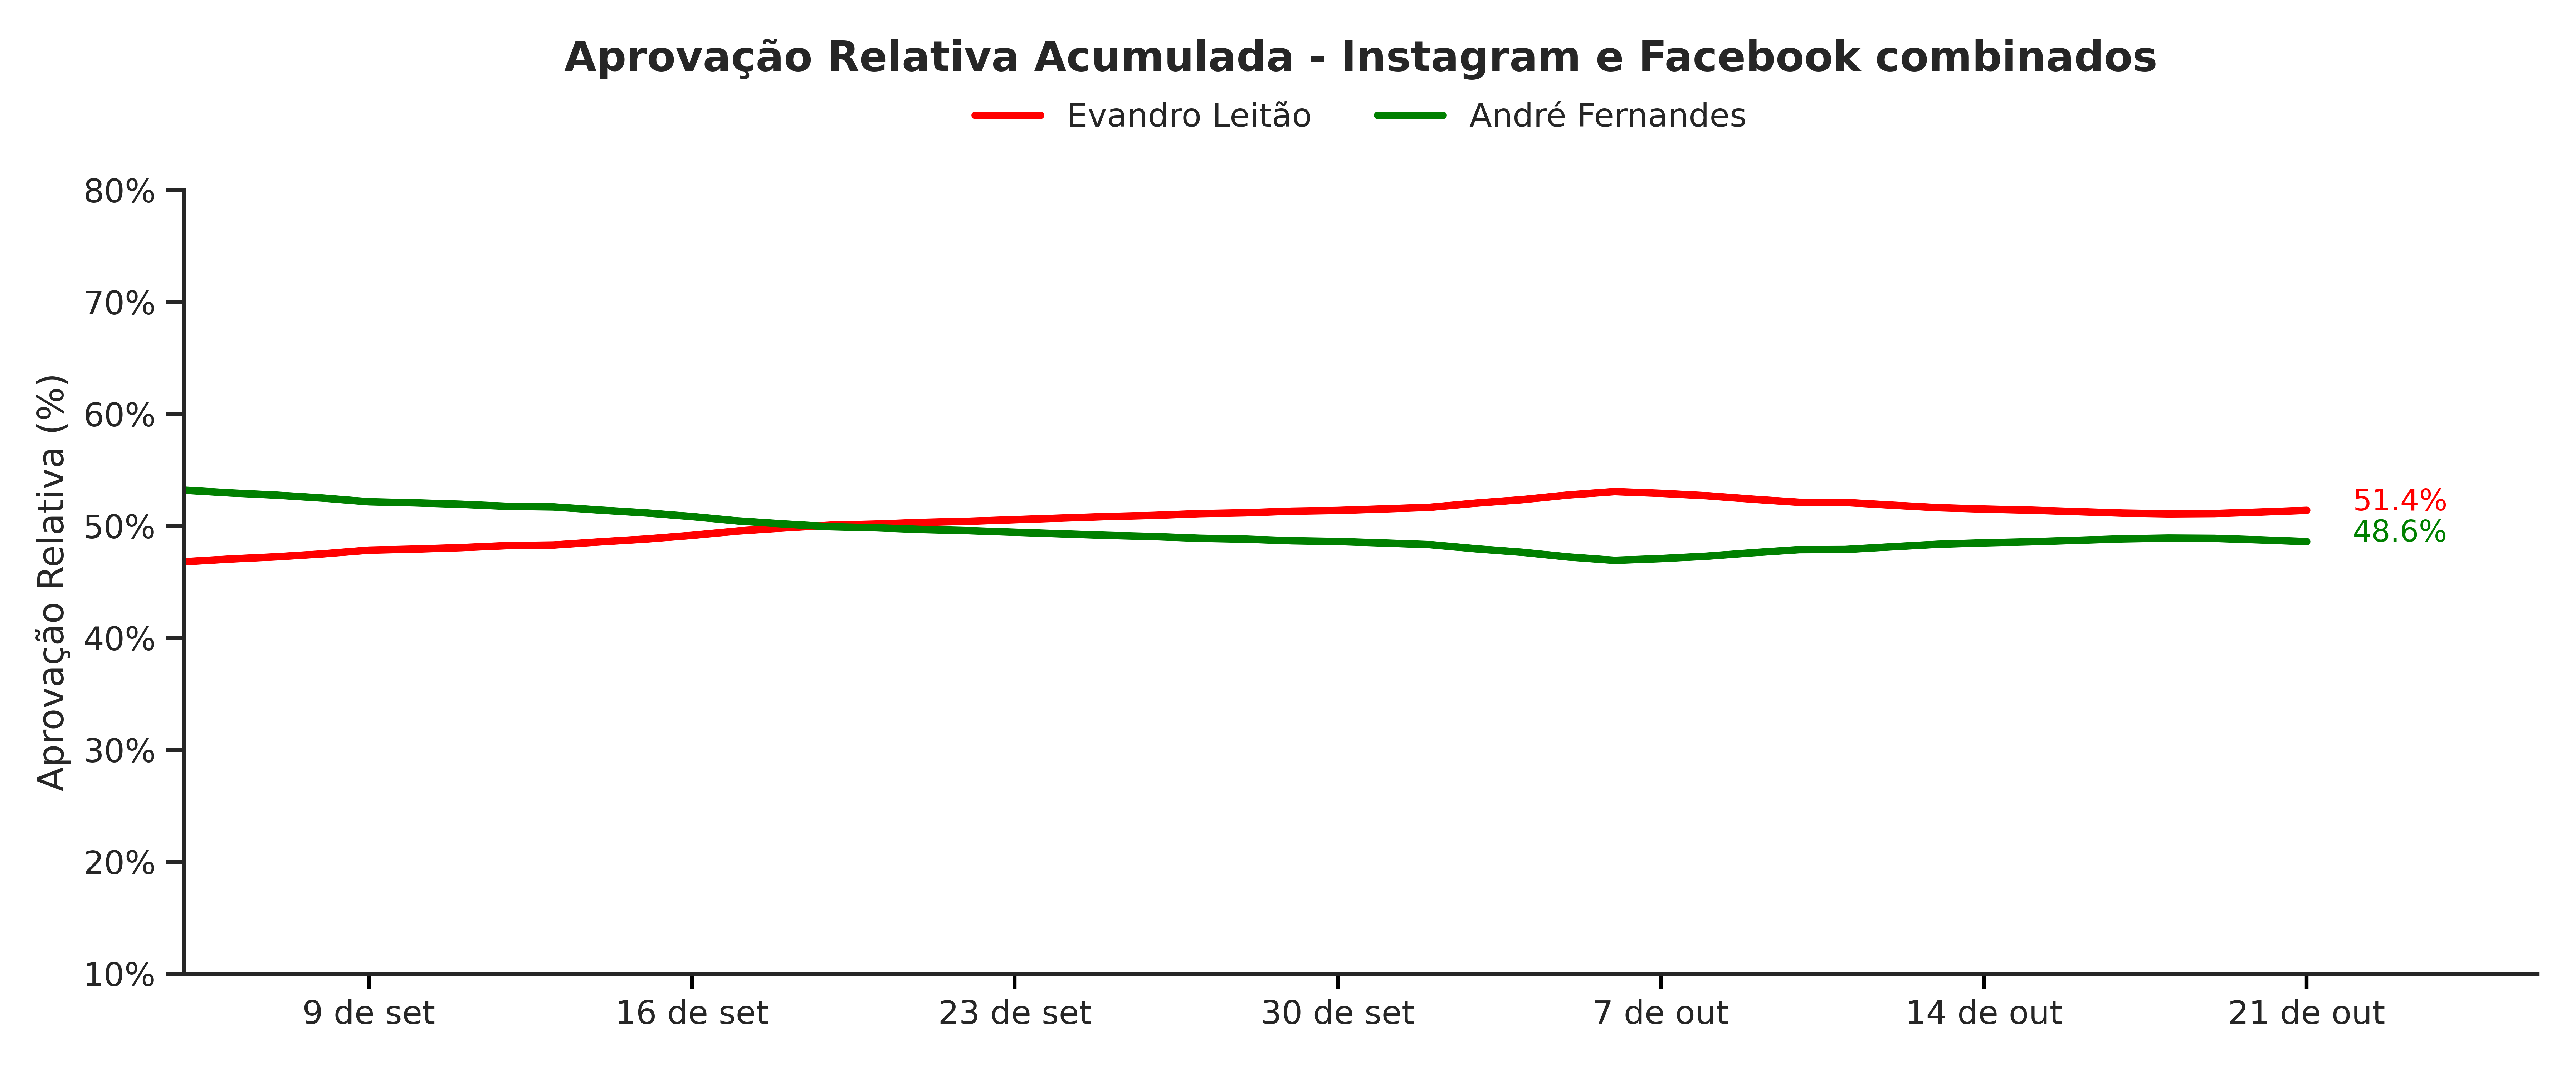 Aprovação Relativa Acumulada - Instagram e Facebook combinados
Evandro Leitão
André Fernandes
Aprovação Relativa (%)
80%
70%
60%
50%
40%
30%
20%
10%
51.4%
48.6%
9 de set
16 de set
23 de set
30 de set
7 de out
14 de out
21 de out